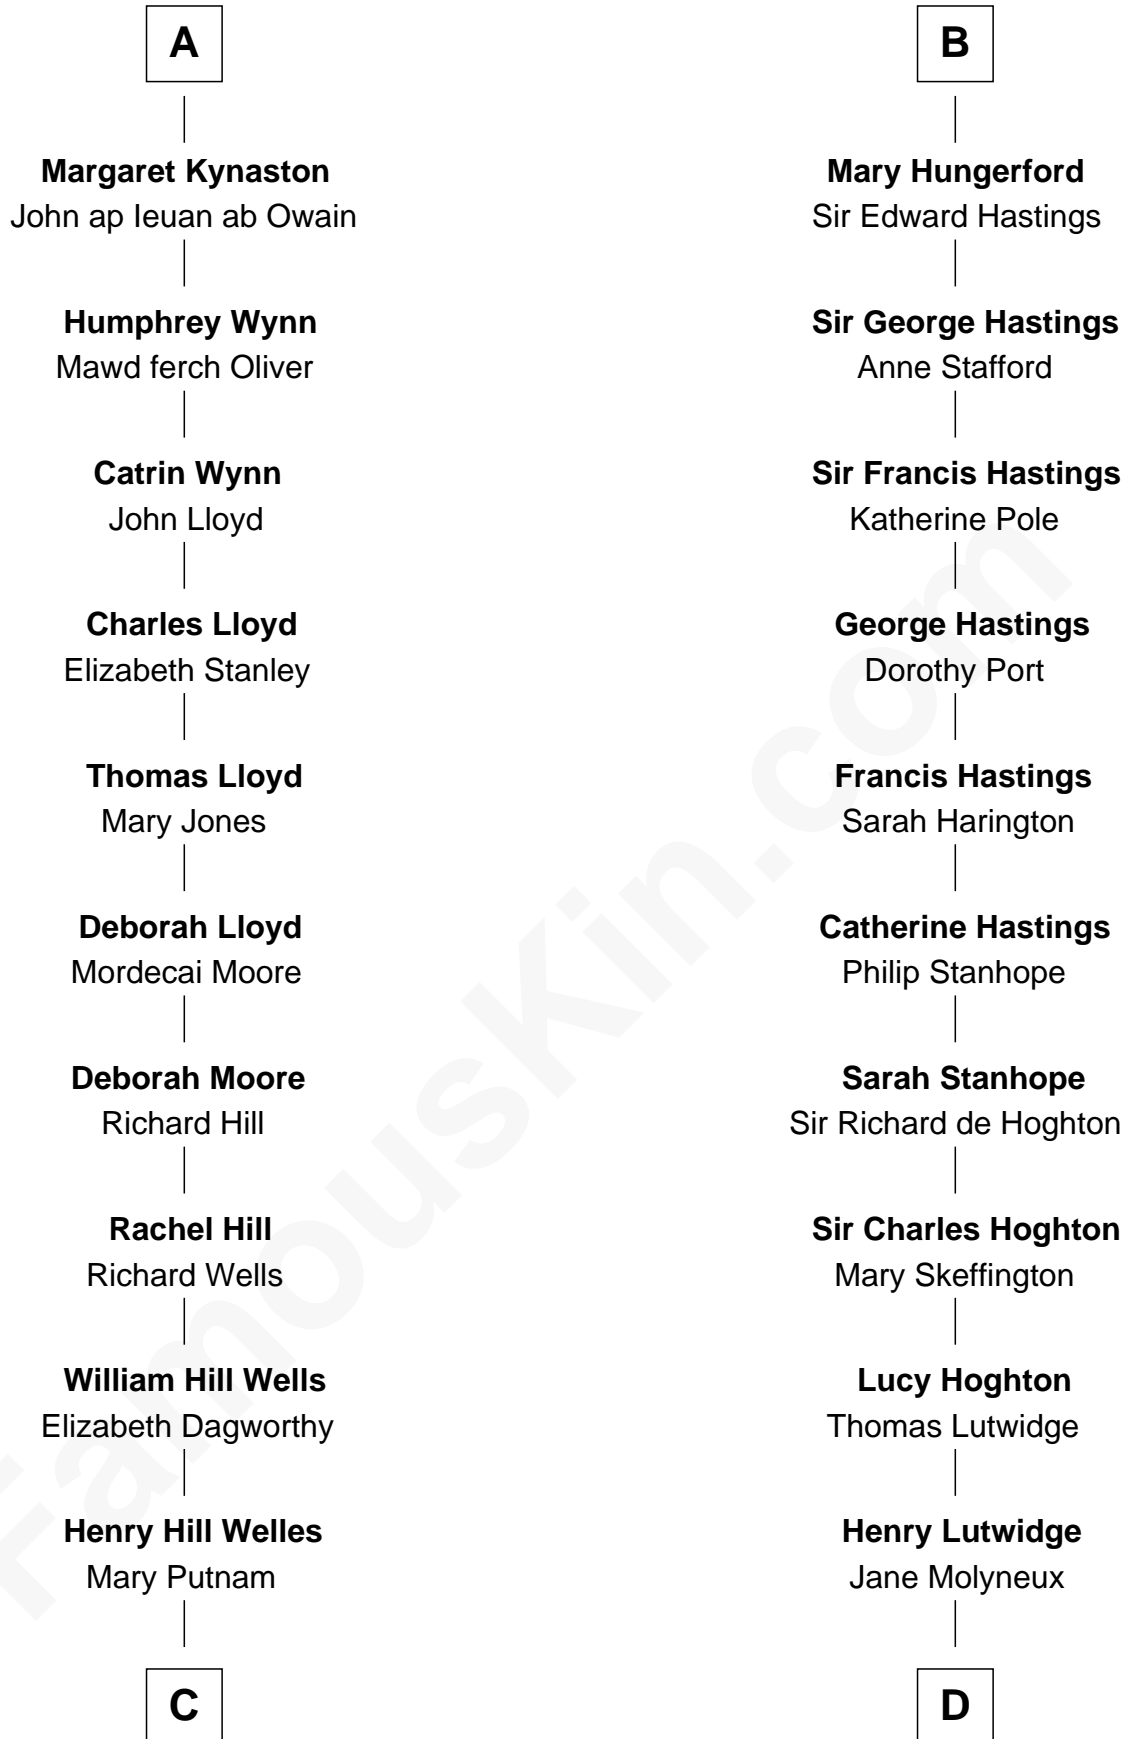 A
Margaret Kynaston
John ap Ieuan ab Owain
Humphrey Wynn
Mawd ferch Oliver
Catrin Wynn
John Lloyd
Charles Lloyd
Elizabeth Stanley
Thomas Lloyd
Mary Jones
Deborah Lloyd
Mordecai Moore
Deborah Moore
Richard Hill
Rachel Hill
Richard Wells
William Hill Wells
Elizabeth Dagworthy
Henry Hill Welles
Mary Putnam
C
B
Mary Hungerford
Sir Edward Hastings
Sir George Hastings
Anne Stafford
Sir Francis Hastings
Katherine Pole
George Hastings
Dorothy Port
Francis Hastings
Sarah Harington
Catherine Hastings
Philip Stanhope
Sarah Stanhope
Sir Richard de Hoghton
Sir Charles Hoghton
Mary Skeffington
Lucy Hoghton
Thomas Lutwidge
Henry Lutwidge
Jane Molyneux
D
FamousKin.com